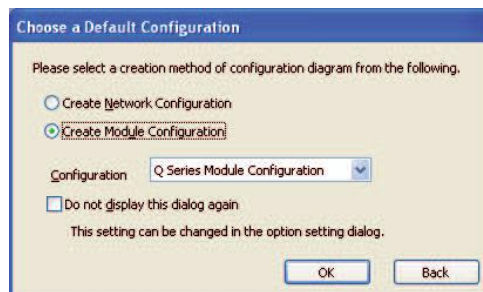 Choose a Default Configuration
Please select a creation method of configuration diagram from the following.
Create Network Configuration
Create Module Configuration
Configuration Q Series Module Configuration
Do not display this dialog again
This setting can be changed in the option setting dialog.
OK Back